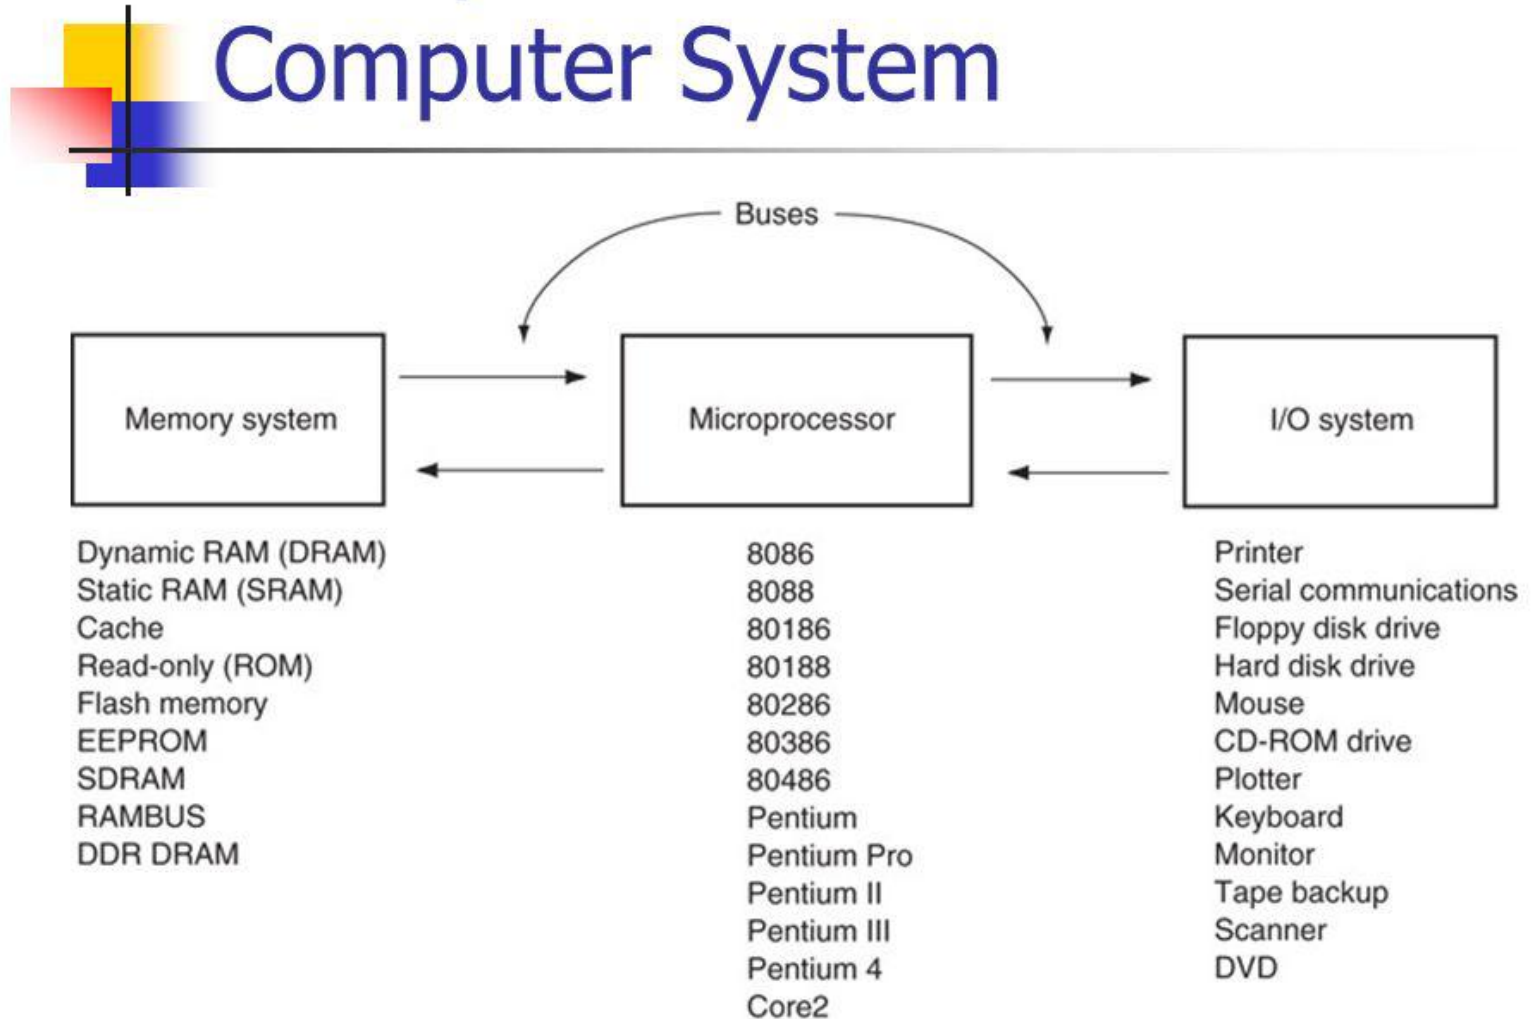 Computer System
Buses
Memory system
Microprocessor
I/O system
Dynamic RAM (DRAM)
Static RAM (SRAM)
Cache
Read-only (ROM)
Flash memory
EEPROM
SDRAM
RAMBUS
DDR DRAM
8086
8088
80186
80188
80286
80386
80486
Pentium
Pentium Pro
Pentium II
Pentium III
Pentium 4
Core2
Printer
Serial communications
Floppy disk drive
Hard disk drive
Mouse
CD-ROM drive
Plotter
Keyboard
Monitor
Tape backup
Scanner
DVD